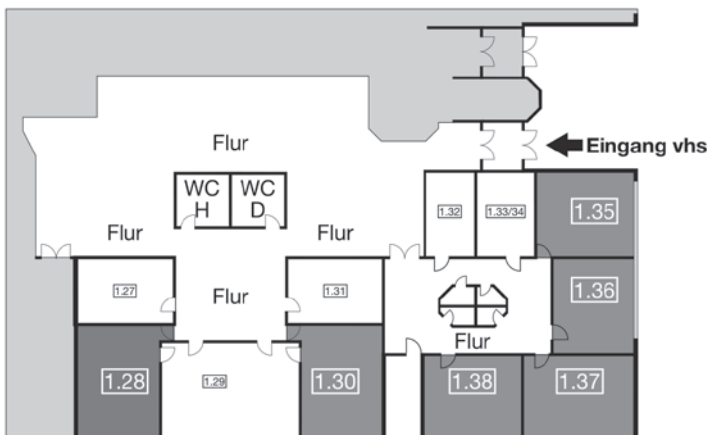 Flur
Eingang vhs
WC
H
WC
D
1.32
1.33/34
1.35
Flur
Flur
1.27
Flur
1.31
1.36
Flur
1.28
1.29
1.30
1.38
1.37